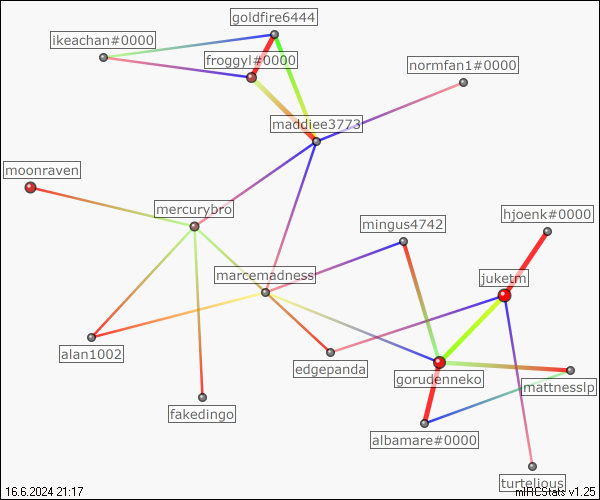 goldfire6444
ikeachan#0000
froggyl#0000
normfan1#0000
maddiee3773
moonraven
mercurybro
mingus4742
hjoenk#0000
marcemadness
juketm
alan1002
edgepanda
gorudenneko
mattnesslp
fakedingo
albamare#0000
turtelious
16.6.2024 21:17
mIRCStats v1.25